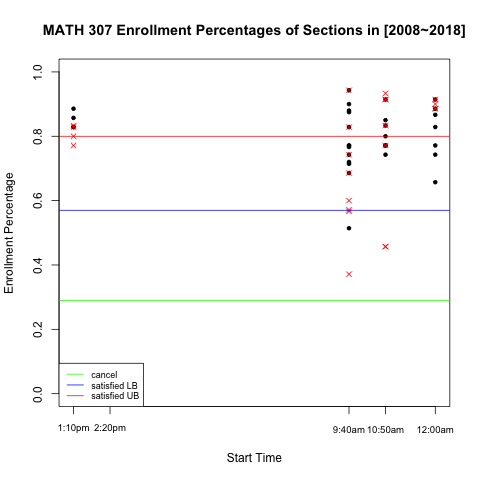 MATH 307 Enrollment Percentages of Sections in [2008~2018]
Enrollment Percentage
1.0
0.8
0.6
0.4
0.2
0.0
cancel
satisfied LB
satisfied UB
1:10pm 2:20pm 9:40am 10:50am 12:00am
Start Time